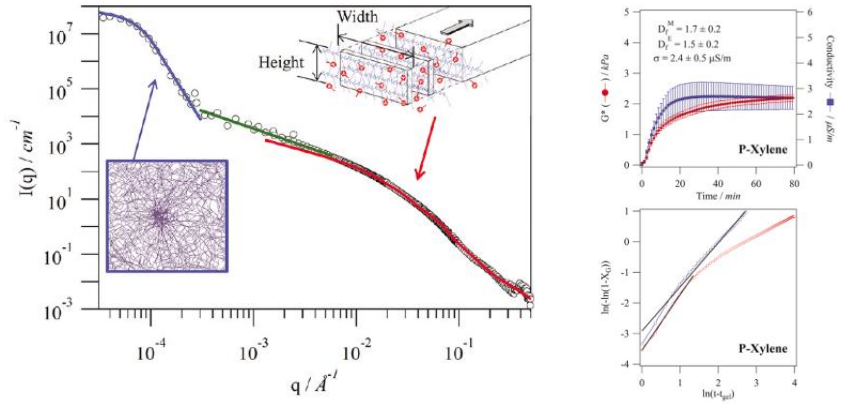 10^7
10^5
10^3
10^1
10^-1
10^-3
I(q) / cm^-1
Width
Height
10^-4
10^-3
10^-2
10^-1
q / Å^-1
6
5
4
3
2
1
0
G* (—●—) / kPa
D_f^M = 1.7 ± 0.2
D_f^E = 1.5 ± 0.2
σ = 2.4 ± 0.5 µS/m
P-Xylene
6
5
4
3
2
1
0
Conductivity —■— / µS/m
0
20
40
60
80
Time / min
1
0
-1
-2
-3
-4
ln(-ln(1-X_G))
P-Xylene
0
1
2
3
4
ln(t-t_gel)